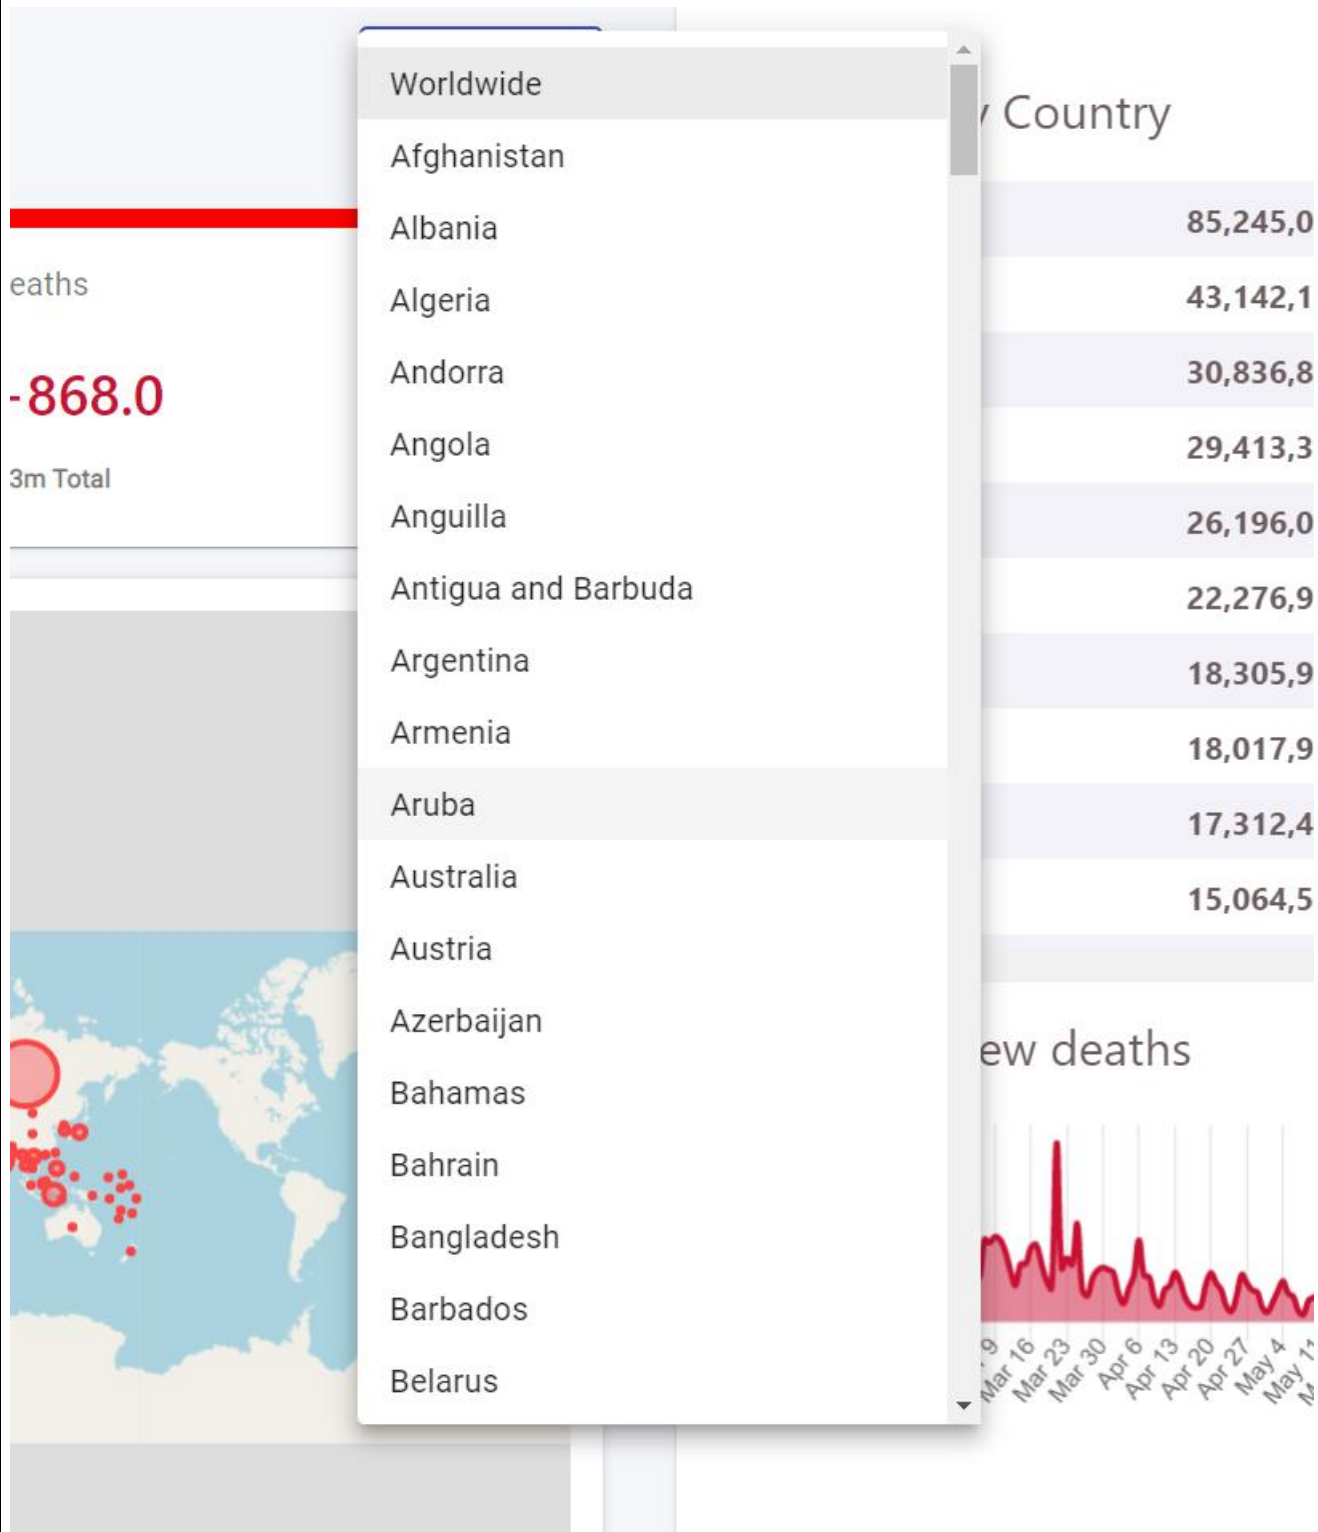 Worldwide
Afghanistan
Albania
Algeria
Andorra
Angola
Anguilla
Antigua and Barbuda
Argentina
Armenia
Aruba
Australia
Austria
Azerbaijan
Bahamas
Bahrain
Bangladesh
Barbados
Belarus
eaths
-868.0
3m Total
y Country
85,245,0
43,142,1
30,836,8
29,413,3
26,196,0
22,276,9
18,305,9
18,017,9
17,312,4
15,064,5
ew deaths
9
Mar 16
Mar 23
Mar 30
Apr 6
Apr 13
Apr 20
Apr 27
May 4
May 11